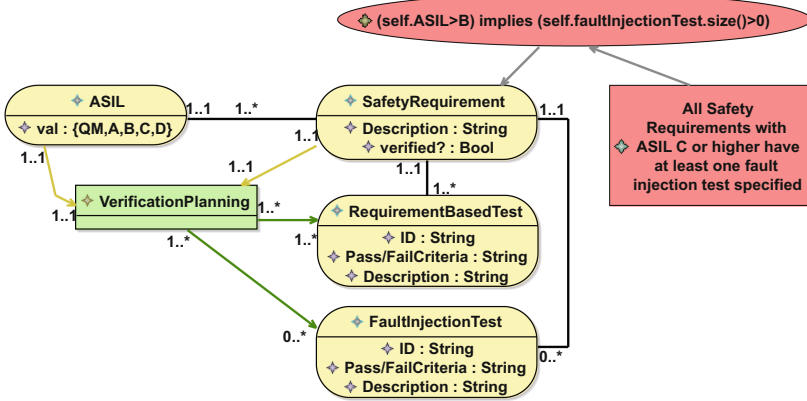 (self.ASIL>B) implies (self.faultInjectionTest.size()>0)
ASIL
val : {QM,A,B,C,D}
1..1
1..*
SafetyRequirement
Description : String
verified? : Bool
1..1
All Safety
Requirements with
ASIL C or higher have
at least one fault
injection test specified
1..1
1..1
1..1
1..1
1..1
VerificationPlanning
1..*
1..*
1..*
1..*
RequirementBasedTest
ID : String
Pass/FailCriteria : String
Description : String
FaultInjectionTest
ID : String
Pass/FailCriteria : String
Description : String
0..*
0..*